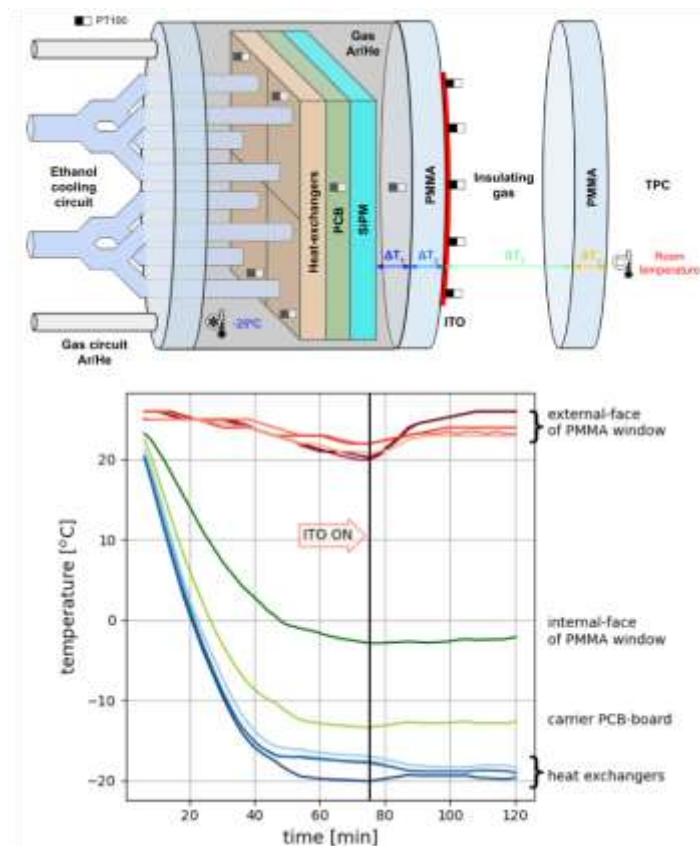 PT100
Gas
Ar/He
Ethanol
cooling
circuit
Gas circuit
Ar/He
-20°C
Heat-exchangers
PCB
SiPM
PMMA
ΔT1
ΔT2
ITO
Insulating
gas
PMMA
TPC
Room
temperature
external-face
of PMMA window
ITO ON
internal-face
of PMMA window
carrier PCB-board
heat exchangers
temperature [°C]
20
10
0
−10
−20
20
40
60
80
100
120
time [min]